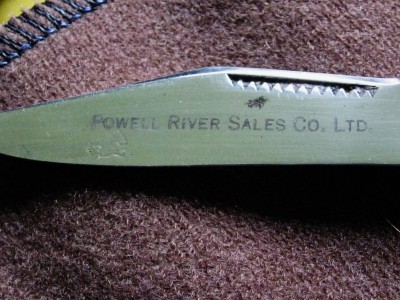 POWELL RIVER SALES CO. LTD.